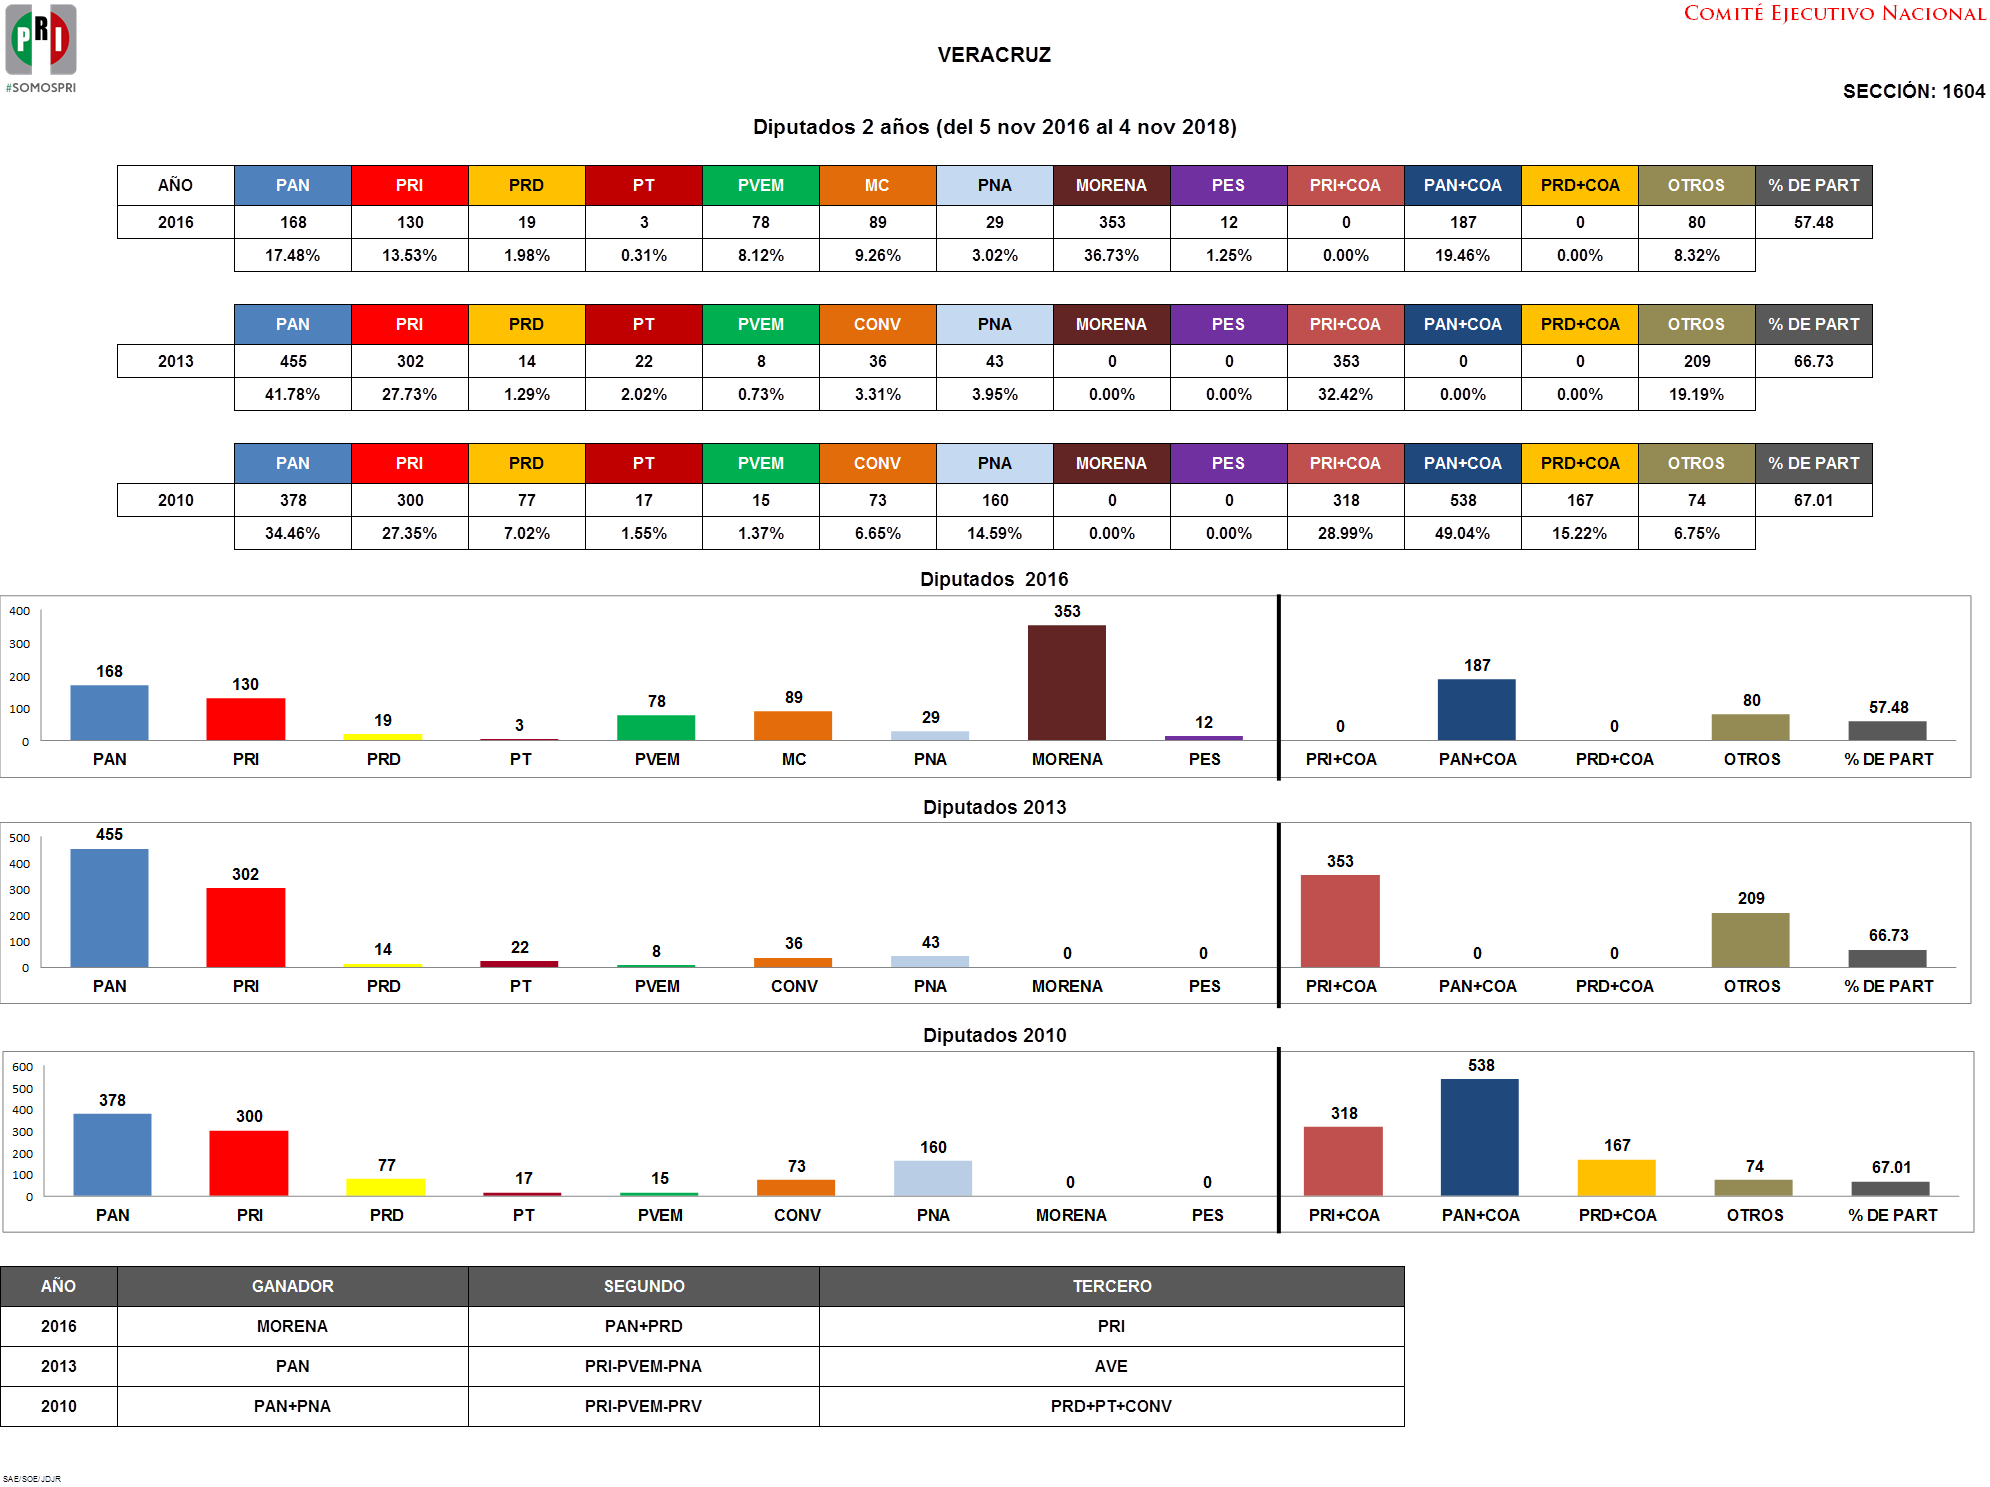 PRI
#SOMOSPRI
COMITÉ EJECUTIVO NACIONAL
VERACRUZ
SECCIÓN: 1604
Diputados 2 años (del 5 nov 2016 al 4 nov 2018)
AÑO PAN PRI PRD PT PVEM MC PNA MORENA PES PRI+COA PAN+COA PRD+COA OTROS % DE PART
2016 168 130 19 3 78 89 29 353 12 0 187 0 80 57.48
17.48% 13.53% 1.98% 0.31% 8.12% 9.26% 3.02% 36.73% 1.25% 0.00% 19.46% 0.00% 8.32%
PAN PRI PRD PT PVEM CONV PNA MORENA PES PRI+COA PAN+COA PRD+COA OTROS % DE PART
2013 455 302 14 22 8 36 43 0 0 353 0 0 209 66.73
41.78% 27.73% 1.29% 2.02% 0.73% 3.31% 3.95% 0.00% 0.00% 32.42% 0.00% 0.00% 19.19%
PAN PRI PRD PT PVEM CONV PNA MORENA PES PRI+COA PAN+COA PRD+COA OTROS % DE PART
2010 378 300 77 17 15 73 160 0 0 318 538 167 74 67.01
34.46% 27.35% 7.02% 1.55% 1.37% 6.65% 14.59% 0.00% 0.00% 28.99% 49.04% 15.22% 6.75%
Diputados 2016
400
300
200
100
0
168 130 19 3 78 89 29 353 12 0 187 0 80 57.48
PAN PRI PRD PT PVEM MC PNA MORENA PES PRI+COA PAN+COA PRD+COA OTROS % DE PART
Diputados 2013
500
400
300
200
100
0
455 302 14 22 8 36 43 0 0 353 0 0 209 66.73
PAN PRI PRD PT PVEM CONV PNA MORENA PES PRI+COA PAN+COA PRD+COA OTROS % DE PART
Diputados 2010
600
500
400
300
200
100
0
378 300 77 17 15 73 160 0 0 318 538 167 74 67.01
PAN PRI PRD PT PVEM CONV PNA MORENA PES PRI+COA PAN+COA PRD+COA OTROS % DE PART
AÑO GANADOR SEGUNDO TERCERO
2016 MORENA PAN+PRD PRI
2013 PAN PRI-PVEM-PNA AVE
2010 PAN+PNA PRI-PVEM-PRV PRD+PT+CONV
SAE/SOE/JDJR